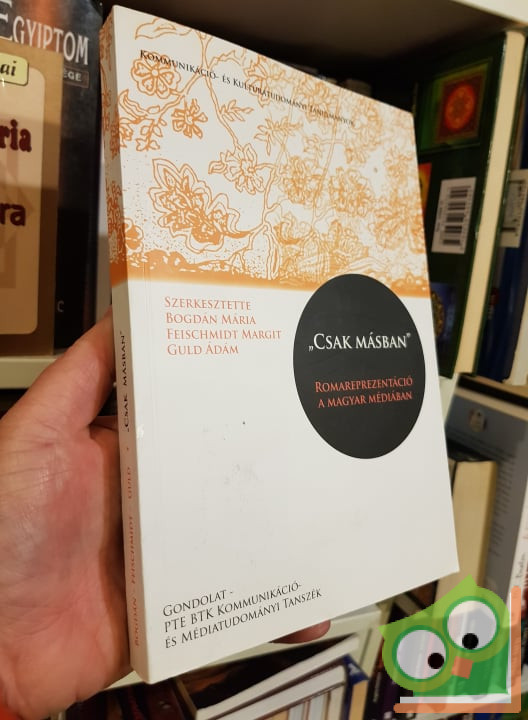 KOMMUNIKÁCIÓ- ÉS KULTÚRATUDOMÁNYI TANULMÁNYOK
SZERKESZTETTE
BOGDÁN MÁRIA
FEISCHMIDT MARGIT
GULD ÁDÁM
„CSAK MÁSBAN”
ROMAREPREZENTÁCIÓ
A MAGYAR MÉDIÁBAN
GONDOLAT -
PTE BTK KOMMUNIKÁCIÓ-
ÉS MÉDIATUDOMÁNYI TANSZÉK
BOGDÁN - FEISCHMIDT - GULD • „CSAK MÁSBAN”
EGYIPTOM